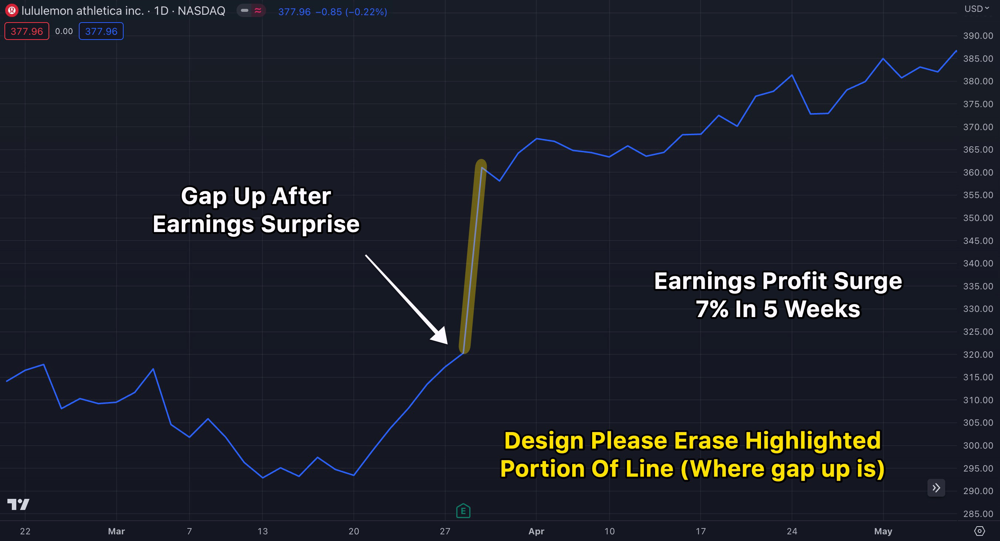 lululemon athletica inc. · 1D · NASDAQ 377.96 −0.85 (−0.22%)
USD
377.96 0.00 377.96
390.00
385.00
380.00
375.00
370.00
365.00
360.00
355.00
350.00
345.00
340.00
335.00
330.00
325.00
320.00
315.00
310.00
305.00
300.00
295.00
290.00
285.00
Gap Up After
Earnings Surprise
Earnings Profit Surge
7% In 5 Weeks
Design Please Erase Highlighted
Portion Of Line (Where gap up is)
E
22 Mar 7 13 20 27 Apr 10 17 24 May